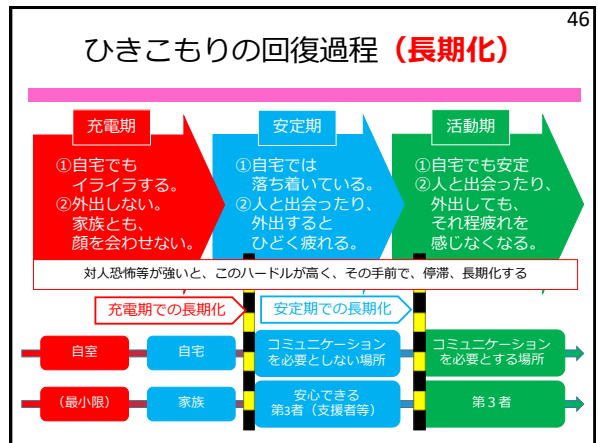 46
ひきこもりの回復過程（長期化）
充電期
①自宅でも
イライラする。
②外出しない。
家族とも、
顔を会わせない。
安定期
①自宅では
落ち着いている。
②人と出会ったり、
外出すると
ひどく疲れる。
活動期
①自宅でも安定
②人と出会ったり、
外出しても、
それ程疲れを
感じなくなる。
対人恐怖等が強いと、このハードルが高く、その手前で、停滞、長期化する
充電期での長期化
安定期での長期化
自室
自宅
コミュニケーション
を必要としない場所
コミュニケーション
を必要とする場所
(最小限)
家族
安心できる
第3者（支援者等）
第３者